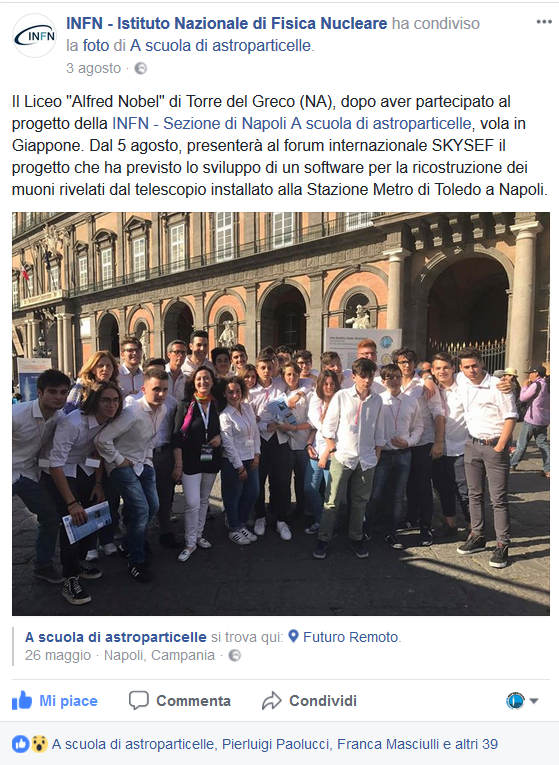 INFN
INFN - Istituto Nazionale di Fisica Nucleare ha condiviso
la foto di A scuola di astroparticelle.
3 agosto ·
Il Liceo "Alfred Nobel" di Torre del Greco (NA), dopo aver partecipato al
progetto della INFN - Sezione di Napoli A scuola di astroparticelle, vola in
Giappone. Dal 5 agosto, presenterà al forum internazionale SKYSEF il
progetto che ha previsto lo sviluppo di un software per la ricostruzione dei
muoni rivelati dal telescopio installato alla Stazione Metro di Toledo a Napoli.
A scuola di astroparticelle si trova qui: Futuro Remoto.
26 maggio · Napoli, Campania ·
Mi piace Commenta Condividi
A scuola di astroparticelle, Pierluigi Paolucci, Franca Masciulli e altri 39